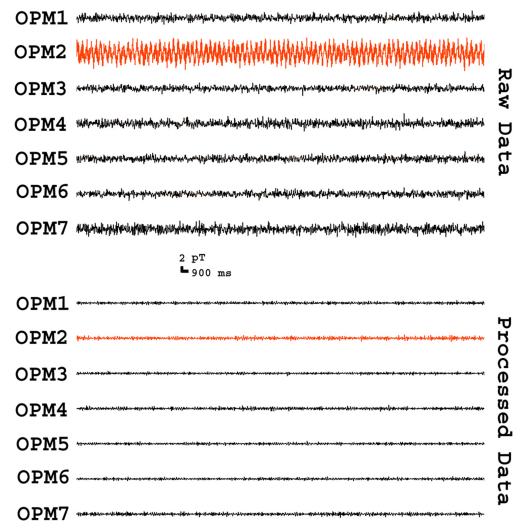 OPM1
OPM2
OPM3
OPM4
OPM5
OPM6
OPM7
Raw Data
2 pT
900 ms
OPM1
OPM2
OPM3
OPM4
OPM5
OPM6
OPM7
Processed Data